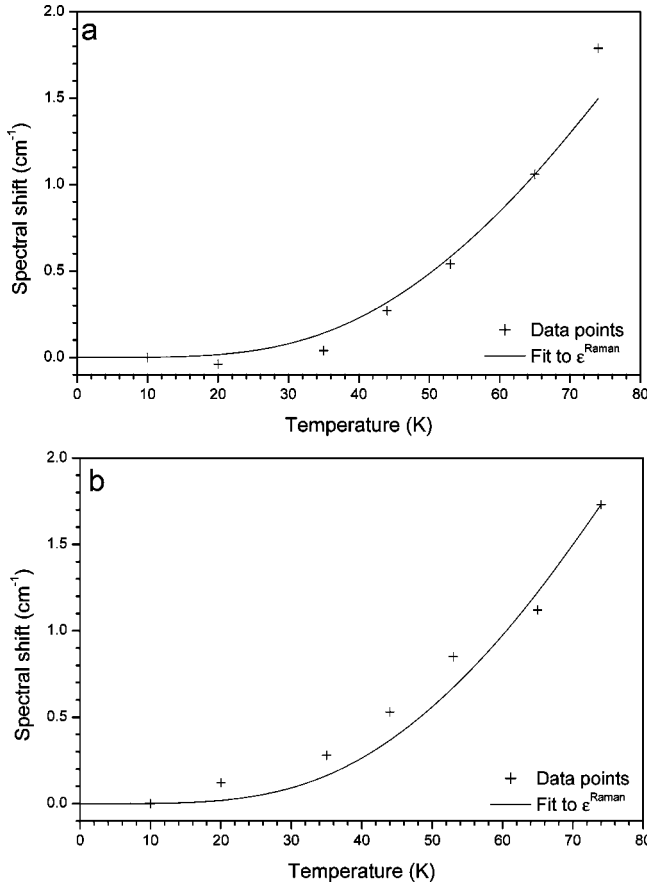 a
2.0
1.5
1.0
0.5
0.0
Spectral shift (cm⁻¹)
Data points
Fit to εᴿᵃᵐᵃⁿ
0 10 20 30 40 50 60 70 80
Temperature (K)
b
2.0
1.5
1.0
0.5
0.0
Spectral shift (cm⁻¹)
Data points
Fit to εᴿᵃᵐᵃⁿ
0 10 20 30 40 50 60 70 80
Temperature (K)